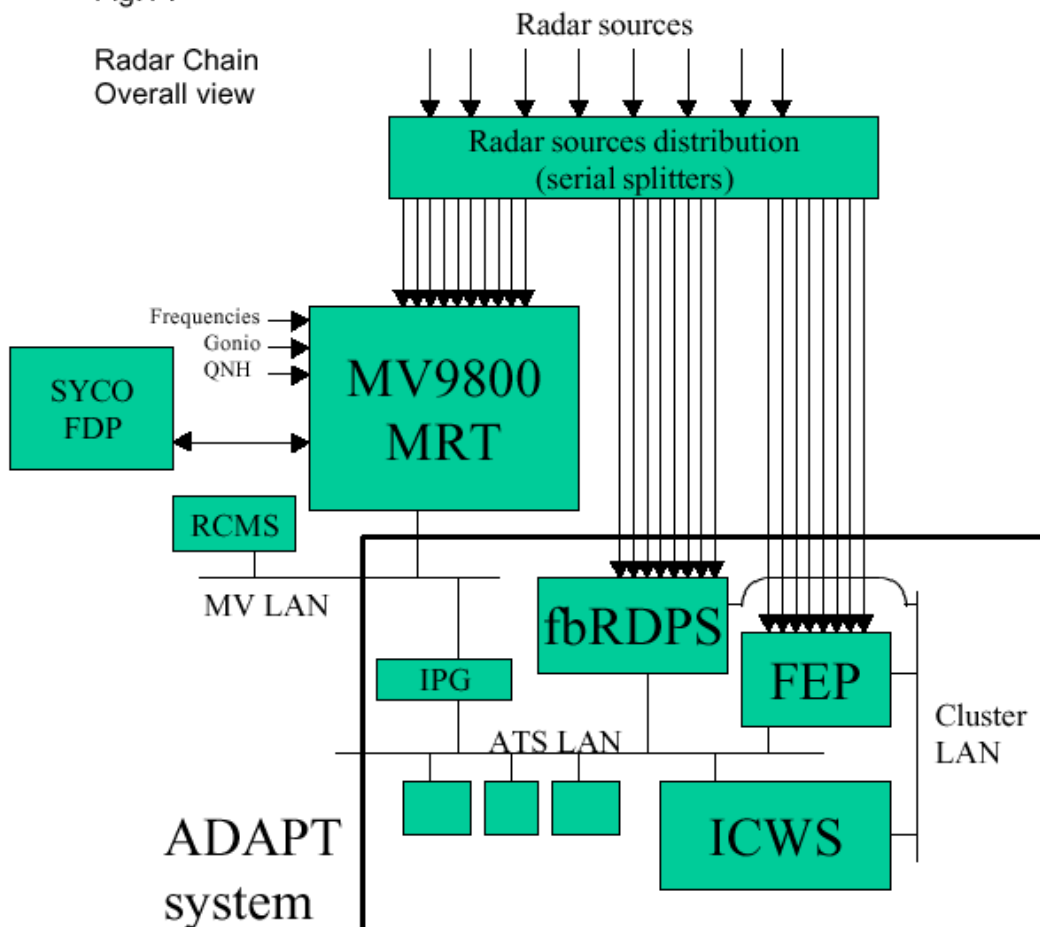 Radar Chain
Overall view
Radar sources
Radar sources distribution
(serial splitters)
Frequencies
Gonio
QNH
MV9800
MRT
SYCO
FDP
RCMS
MV LAN
fbRDPS
FEP
IPG
ATS LAN
Cluster
LAN
ICWS
ADAPT
system